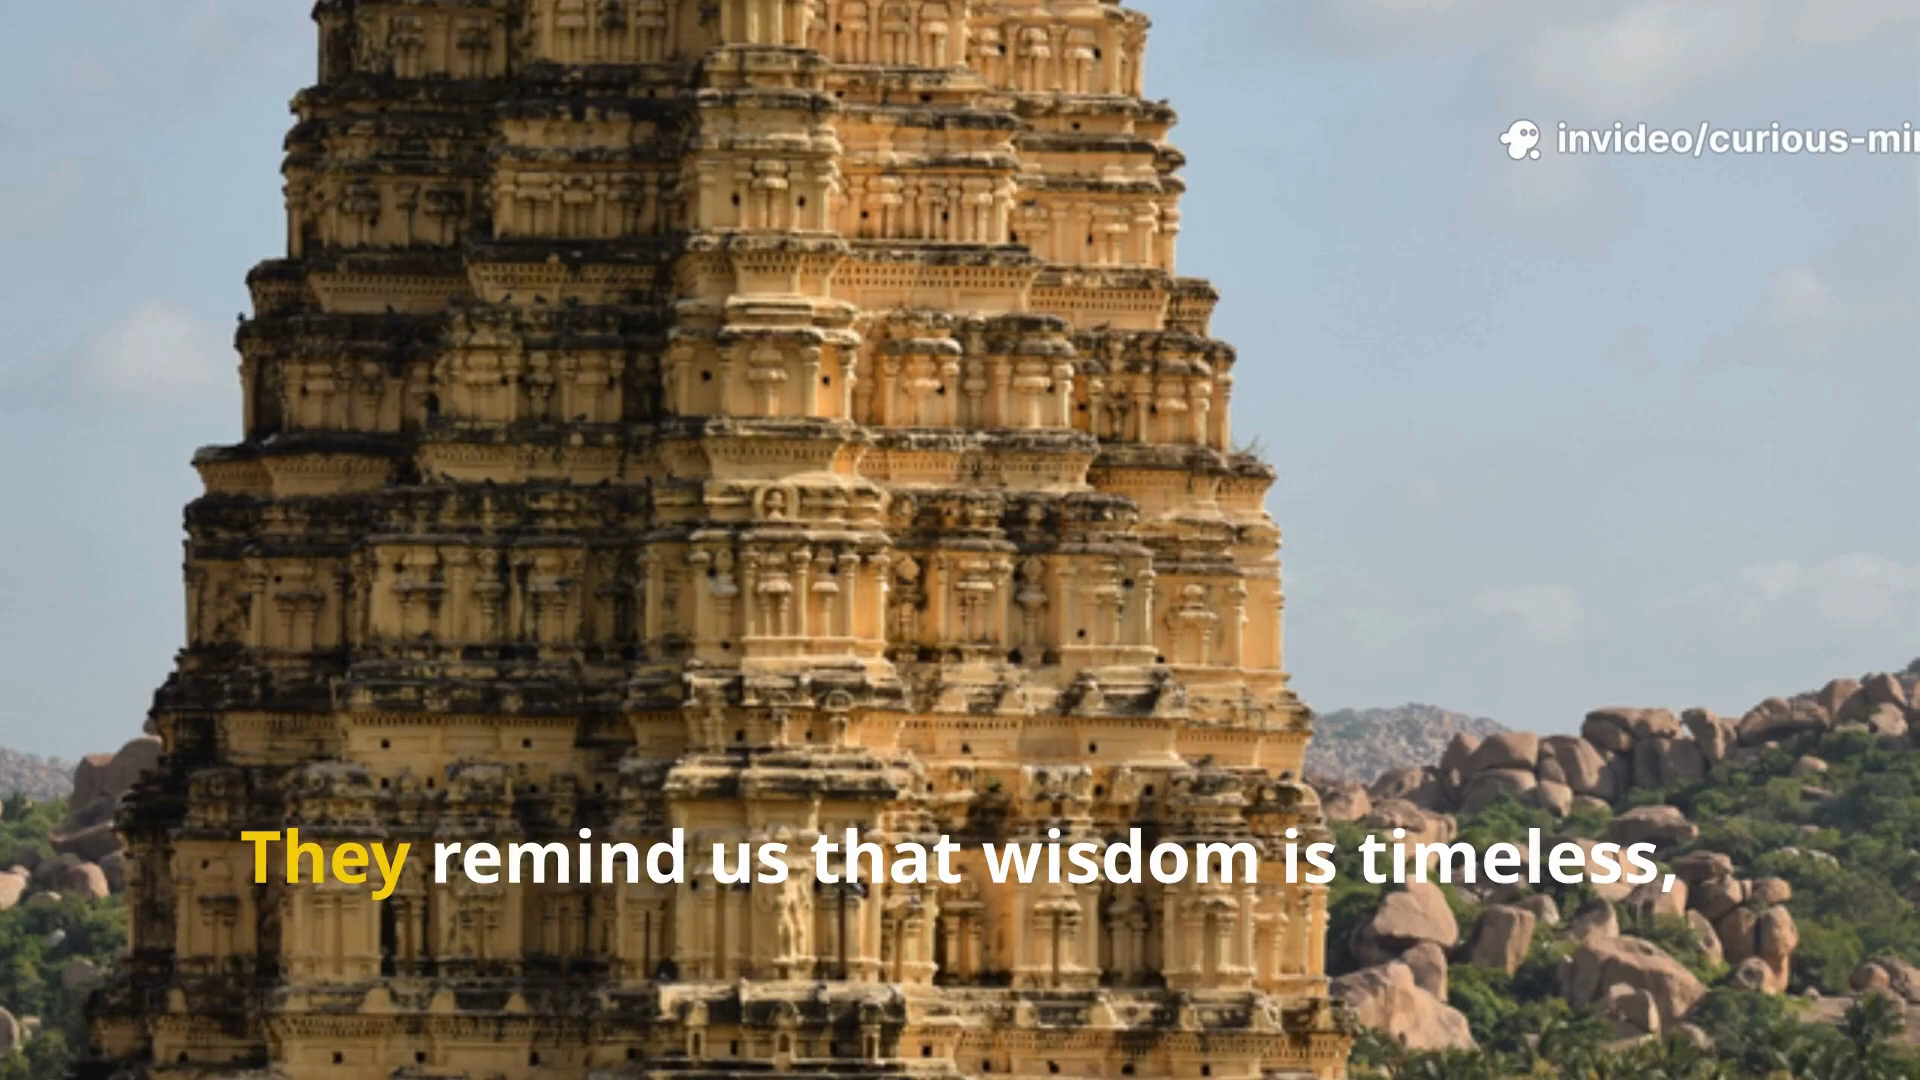 invideo/curious-mi
They remind us that wisdom is timeless,